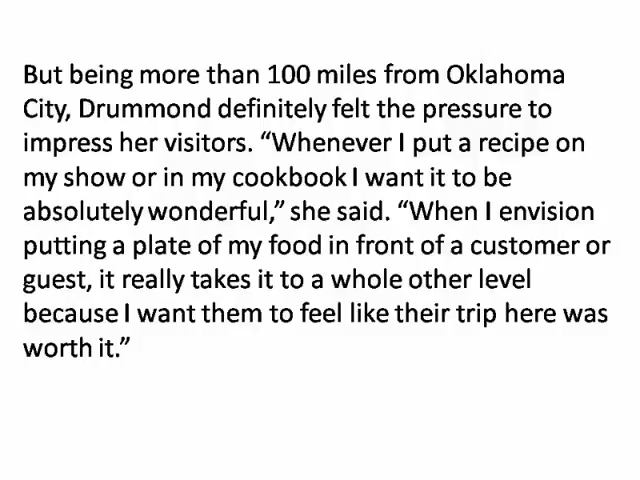 But being more than 100 miles from Oklahoma
City, Drummond definitely felt the pressure to
impress her visitors. “Whenever I put a recipe on
my show or in my cookbook I want it to be
absolutely wonderful,” she said. “When I envision
putting a plate of my food in front of a customer or
guest, it really takes it to a whole other level
because I want them to feel like their trip here was
worth it.”